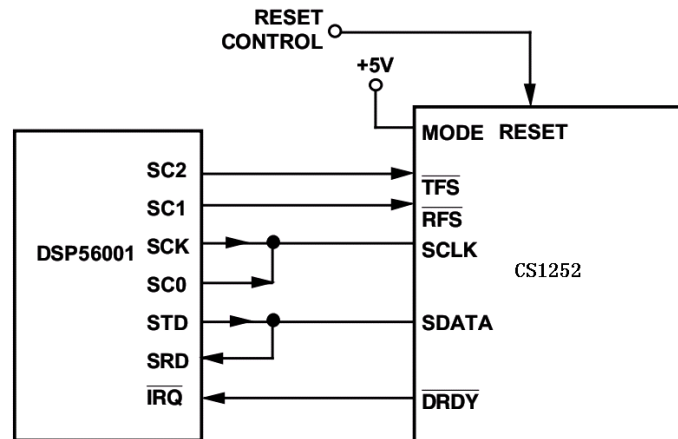 RESET
CONTROL
+5V
MODE RESET
SC2
TFS
SC1
RFS
SCK
SCLK
DSP56001
CS1252
SC0
STD
SDATA
SRD
IRQ
DRDY